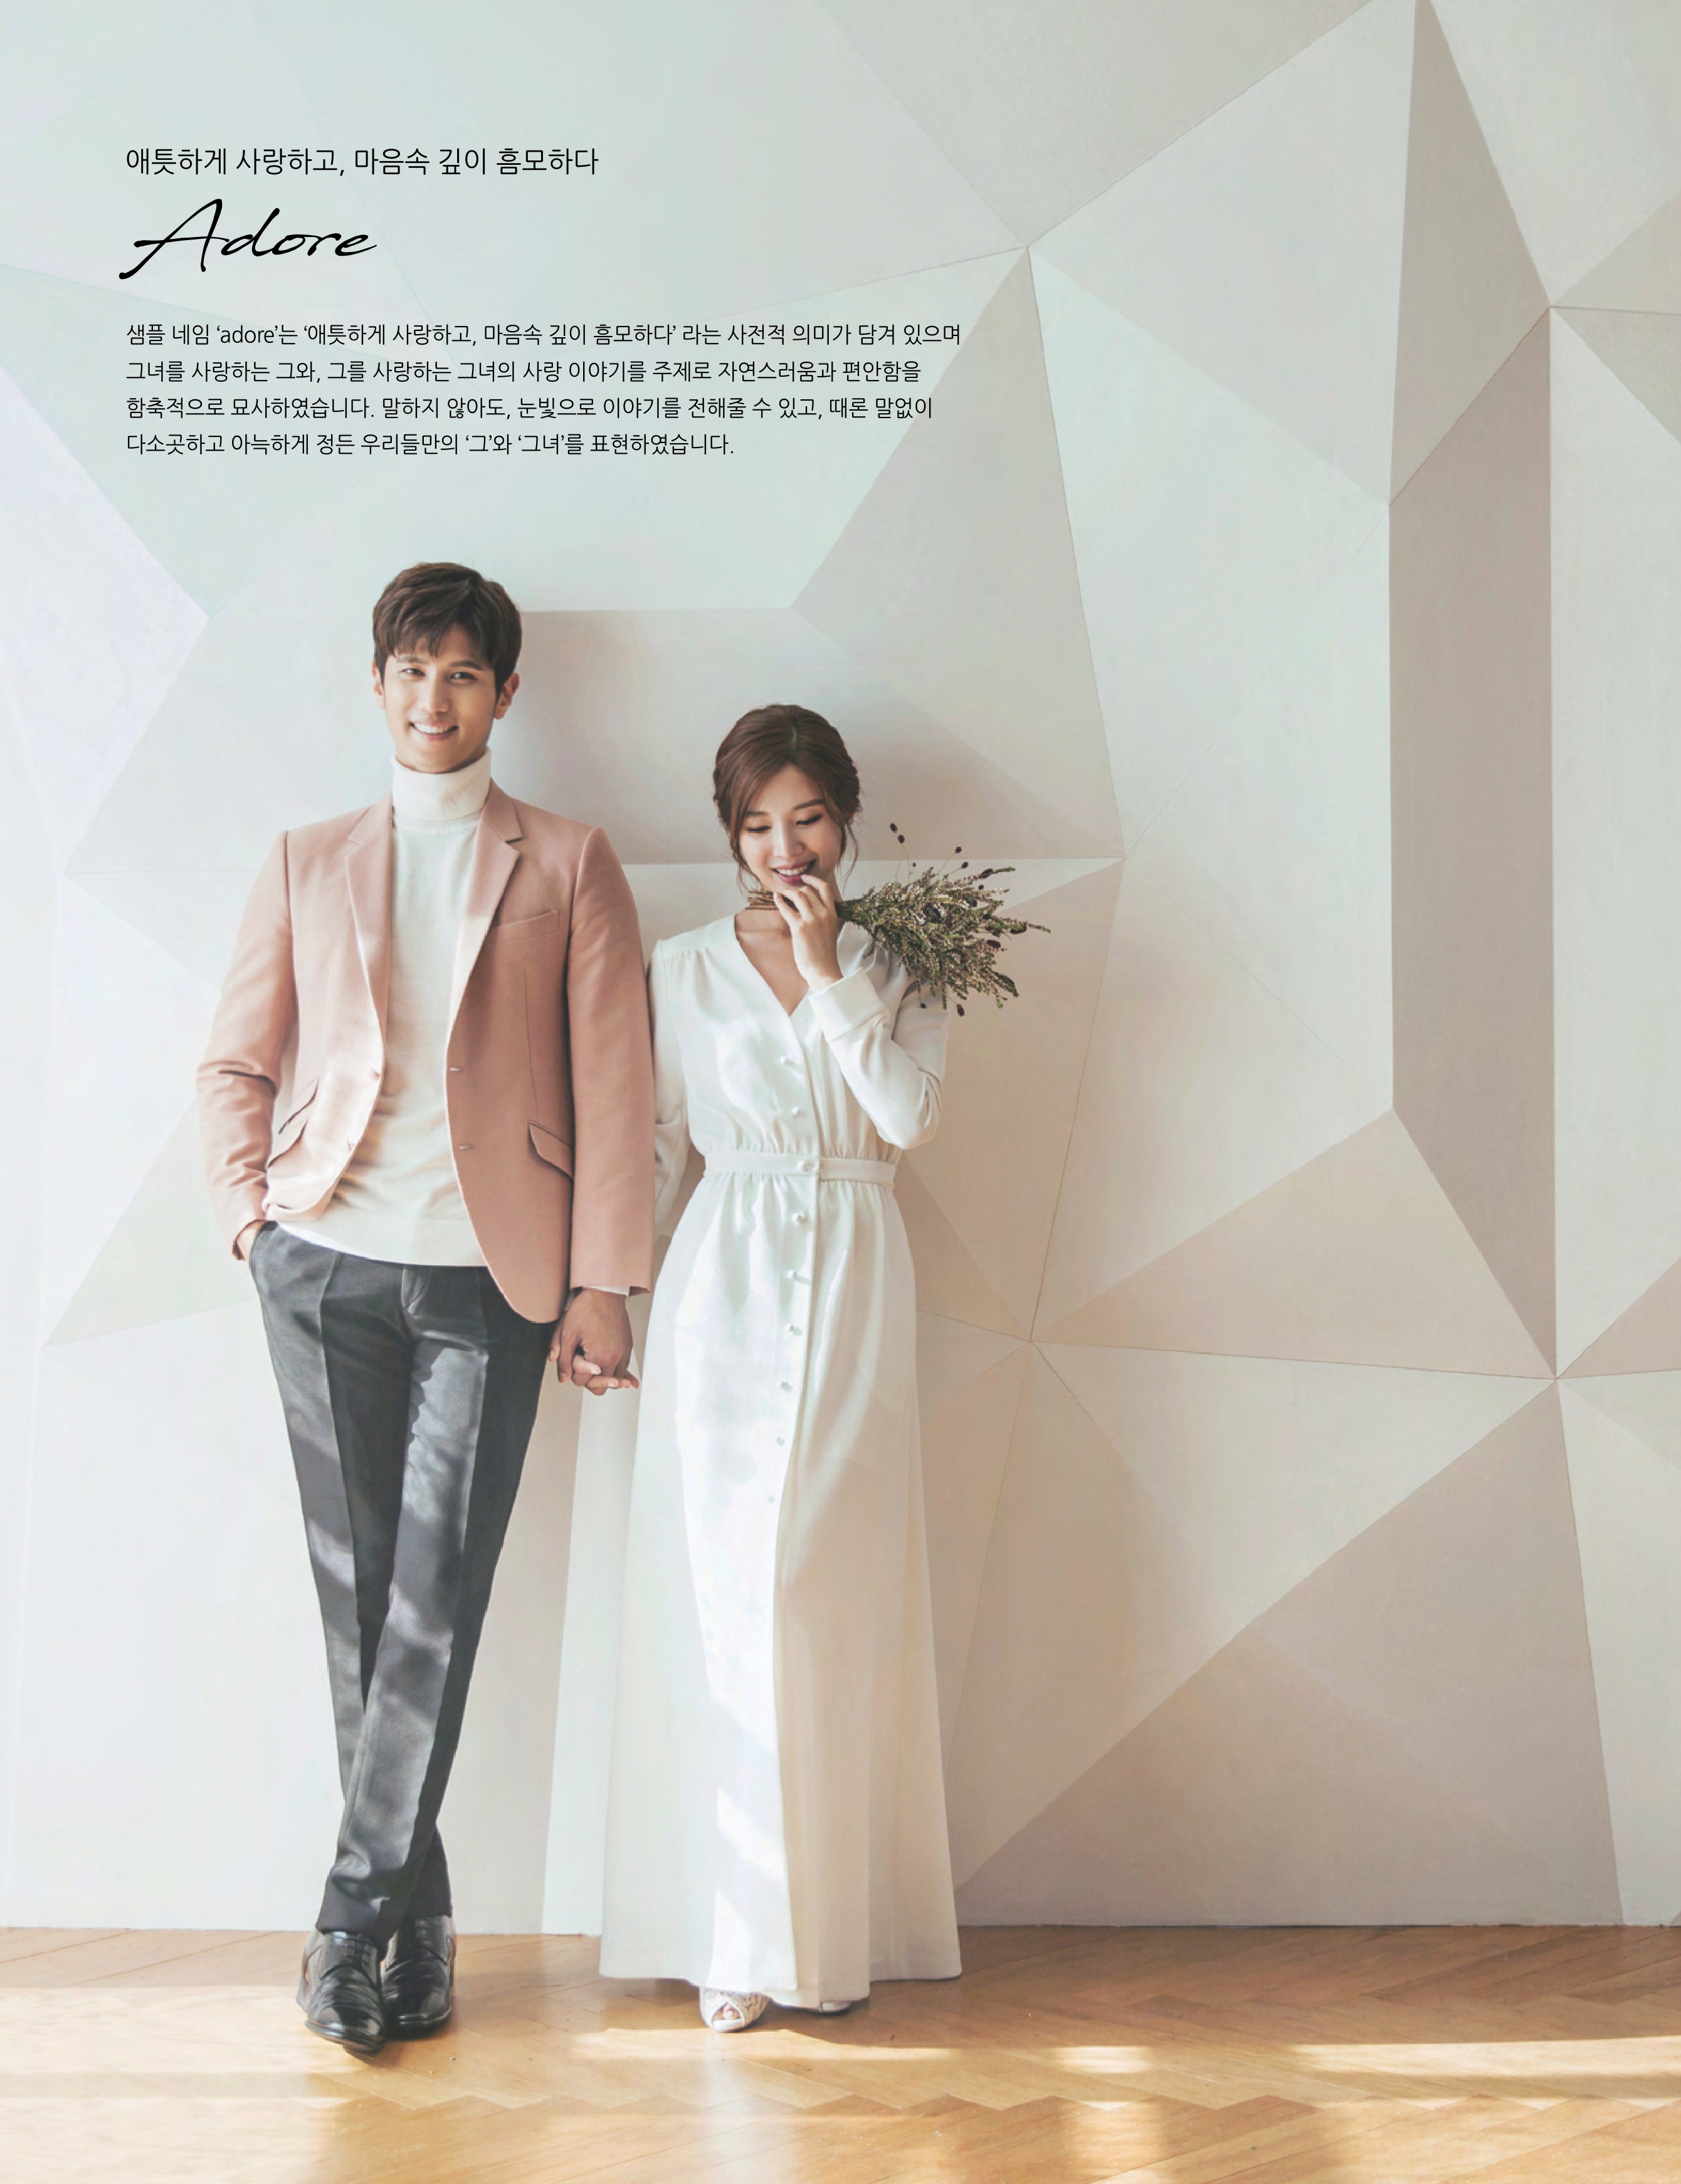 애틋하게 사랑하고, 마음속 깊이 흠모하다
Adore
샘플 네임 ‘adore’는 ‘애틋하게 사랑하고, 마음속 깊이 흠모하다’ 라는 사전적 의미가 담겨 있으며
그녀를 사랑하는 그와, 그를 사랑하는 그녀의 사랑 이야기를 주제로 자연스러움과 편안함을
함축적으로 묘사하였습니다. 말하지 않아도, 눈빛으로 이야기를 전해줄 수 있고, 때론 말없이
다소곳하고 아늑하게 정든 우리들만의 ‘그’와 ‘그녀’를 표현하였습니다.